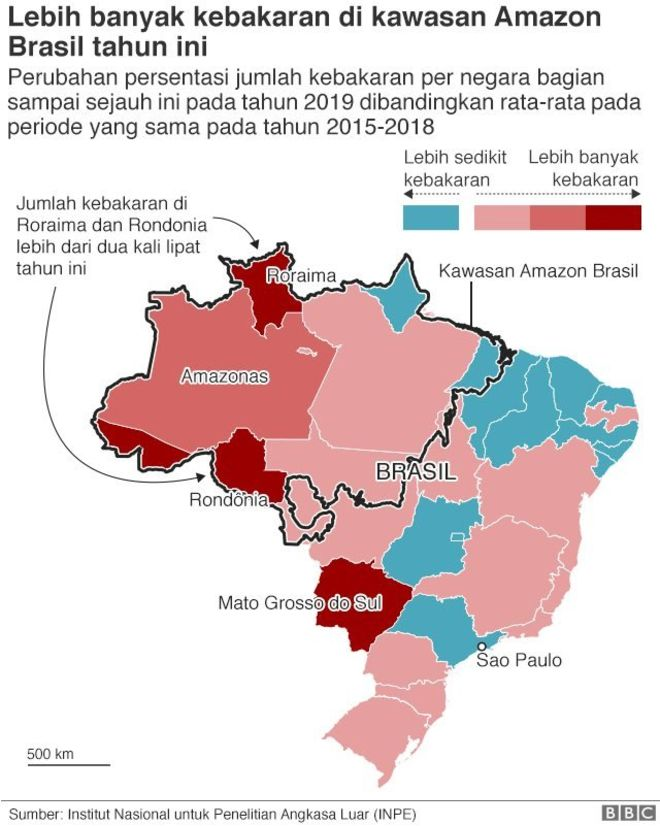 Lebih banyak kebakaran di kawasan Amazon
Brasil tahun ini
Perubahan persentasi jumlah kebakaran per negara bagian
sampai sejauh ini pada tahun 2019 dibandingkan rata-rata pada
periode yang sama pada tahun 2015-2018
Lebih sedikit
kebakaran
Lebih banyak
kebakaran
Jumlah kebakaran di
Roraima dan Rondonia
lebih dari dua kali lipat
tahun ini
Roraima
Kawasan Amazon Brasil
Amazonas
BRASIL
Rondônia
Mato Grosso do Sul
Sao Paulo
500 km
Sumber: Institut Nasional untuk Penelitian Angkasa Luar (INPE)
BBC